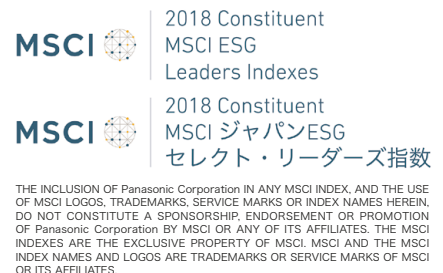 MSCI
2018 Constituent
MSCI ESG
Leaders Indexes
MSCI
2018 Constituent
MSCI ジャパンESG
セレクト・リーダーズ指数
THE INCLUSION OF Panasonic Corporation IN ANY MSCI INDEX, AND THE USE
OF MSCI LOGOS, TRADEMARKS, SERVICE MARKS OR INDEX NAMES HEREIN,
DO NOT CONSTITUTE A SPONSORSHIP, ENDORSEMENT OR PROMOTION
OF Panasonic Corporation BY MSCI OR ANY OF ITS AFFILIATES. THE MSCI
INDEXES ARE THE EXCLUSIVE PROPERTY OF MSCI. MSCI AND THE MSCI
INDEX NAMES AND LOGOS ARE TRADEMARKS OR SERVICE MARKS OF MSCI
OR ITS AFFILIATES